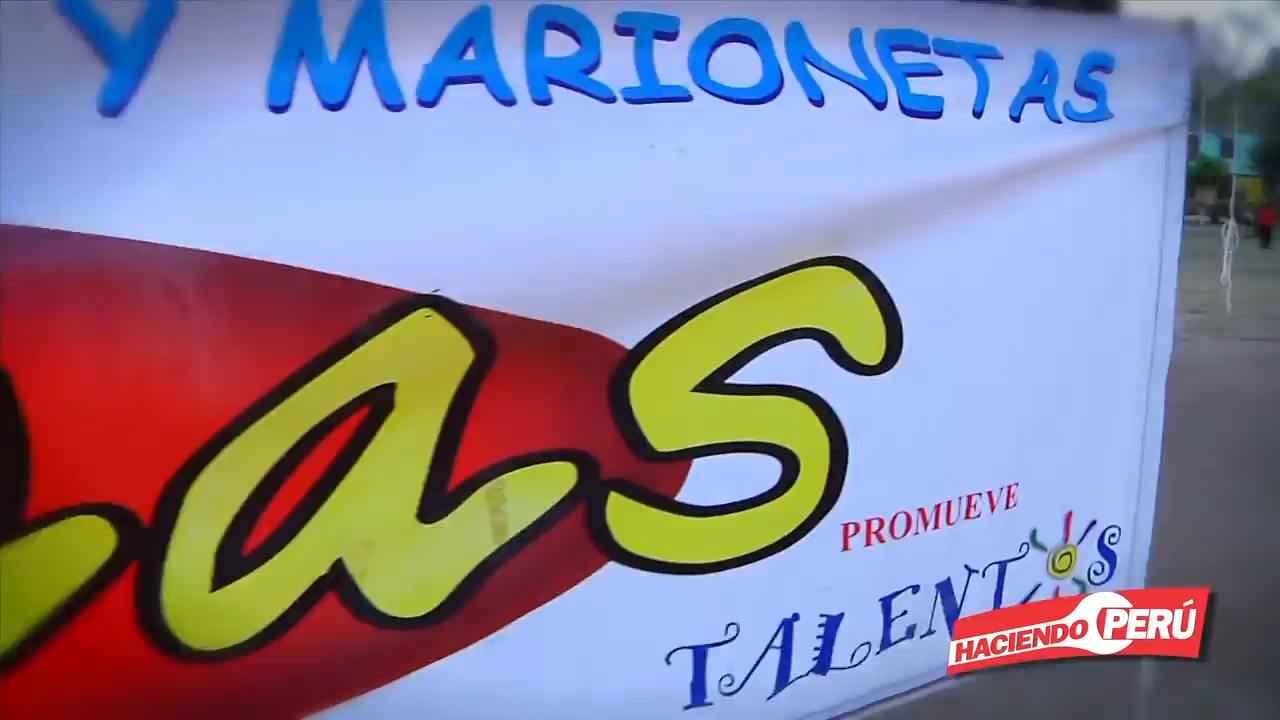 Y MARIONETAS
as
PROMUEVE
TALENTOS
HACIENDO PERÚ